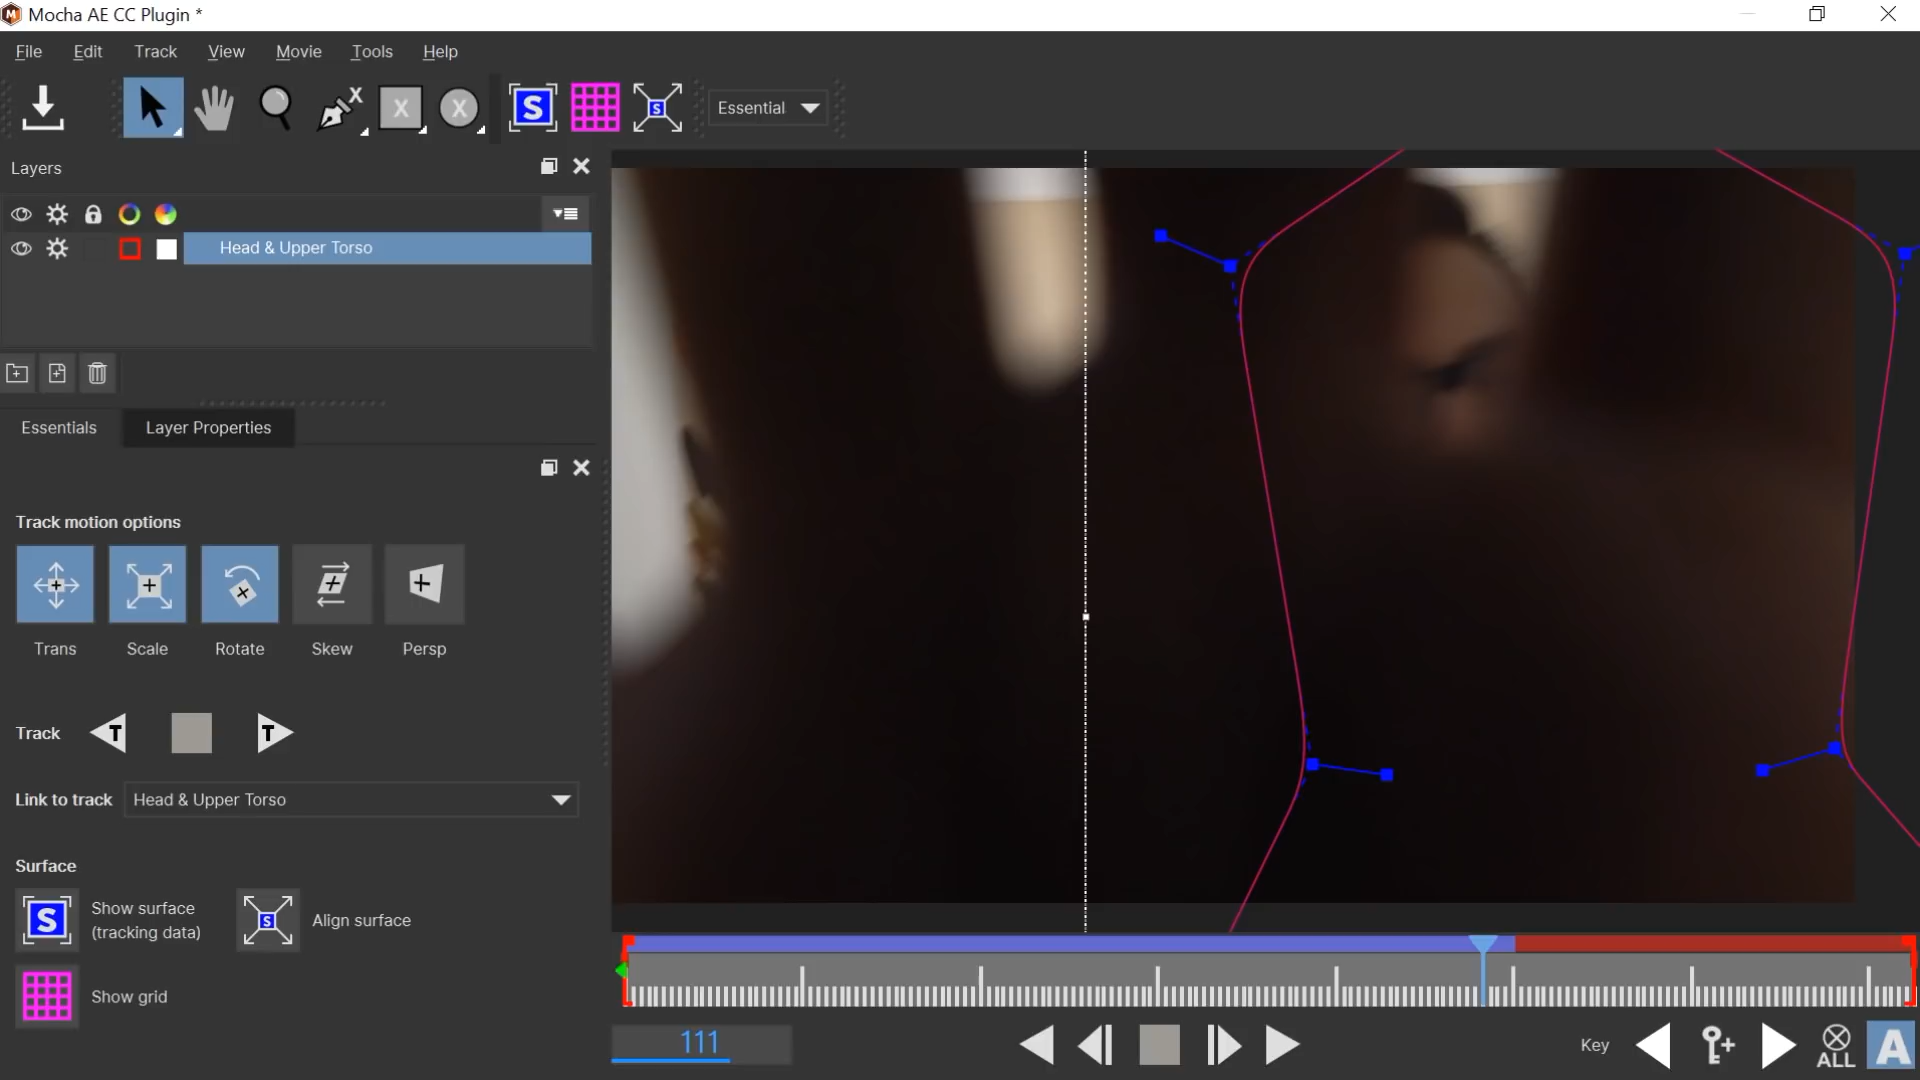 Mocha AE CC Plugin *
File Edit Track View Movie Tools Help
X X X S S Essential
Layers
Head & Upper Torso
Essentials Layer Properties
Track motion options
Trans Scale Rotate Skew Persp
Track T T
Link to track Head & Upper Torso
Surface
S Show surface
(tracking data)
S Align surface
Show grid
111
Key ALL A